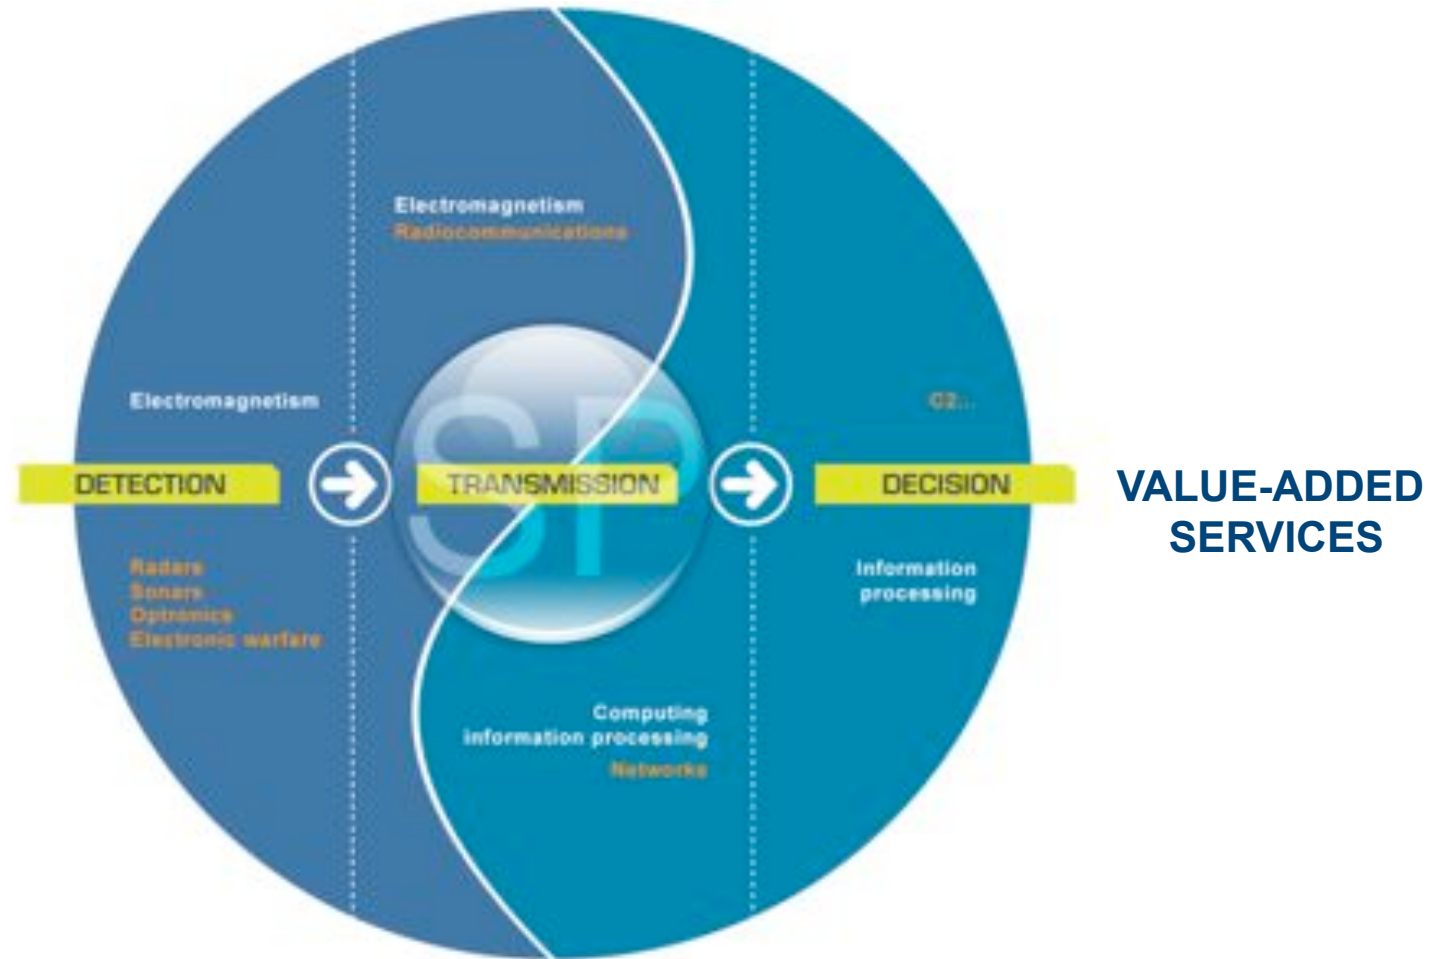 Electromagnetism
Radiocommunications
Electromagnetism
C2...
SP
DETECTION
TRANSMISSION
DECISION
VALUE-ADDED
SERVICES
Radars
Sonars
Optronics
Electronic warfare
Information
processing
Computing
information processing
Networks